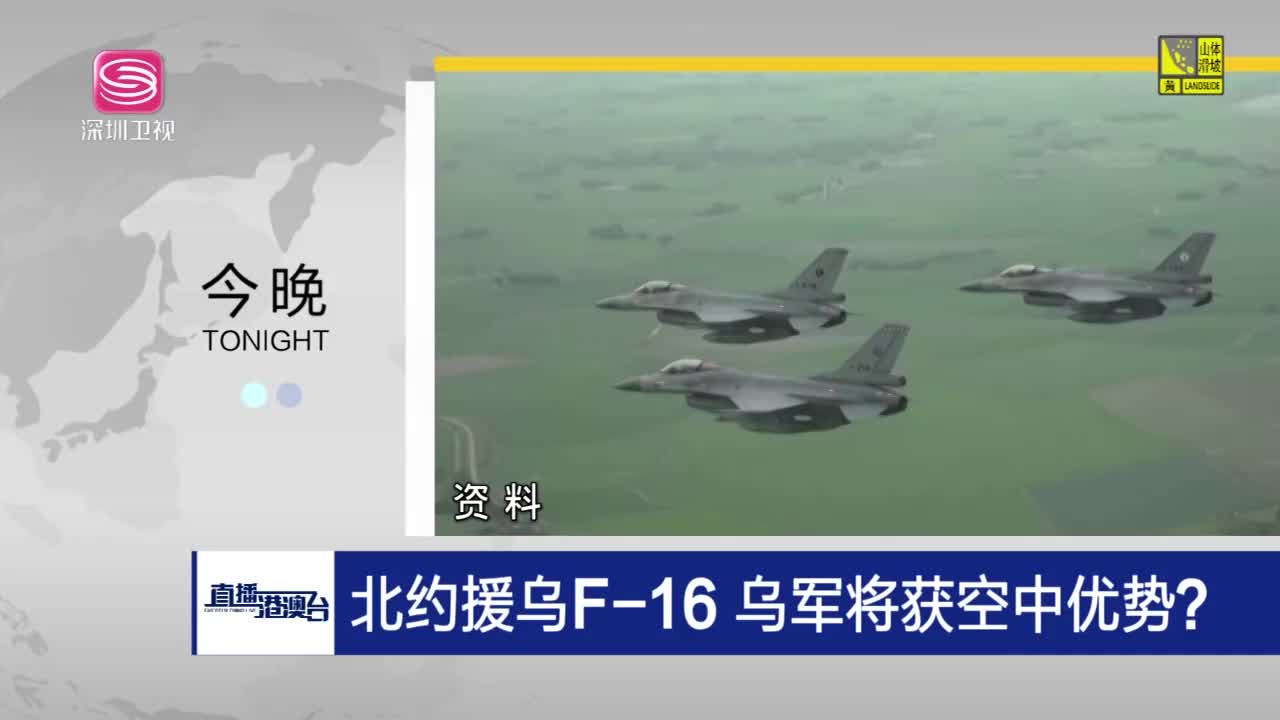 深圳卫视
山体
滑坡
黄 LANDSLIDE
今晚
TONIGHT
资料
直播港澳台
北约援乌F-16 乌军将获空中优势?